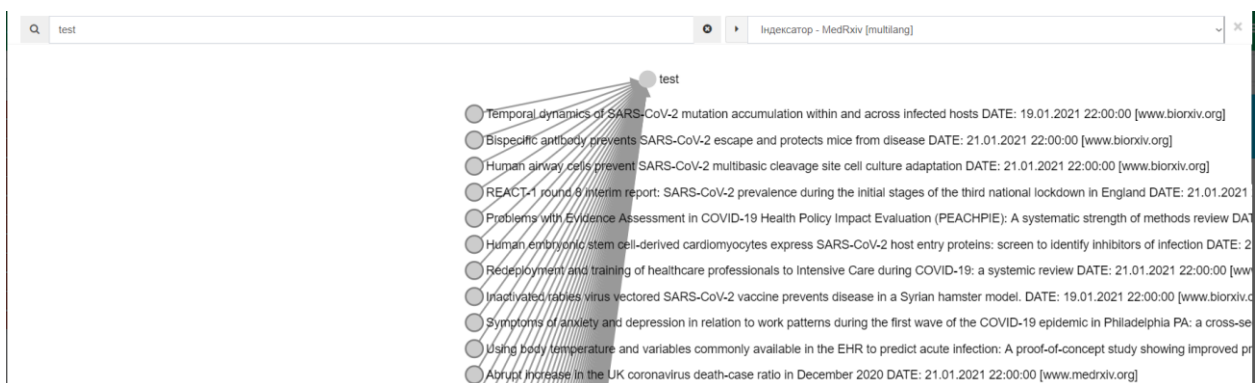 test
Індексатор - MedRxiv [multilang]
test
Temporal dynamics of SARS-CoV-2 mutation accumulation within and across infected hosts DATE: 19.01.2021 22:00:00 [www.biorxiv.org]
Bispecific antibody prevents SARS-CoV-2 escape and protects mice from disease DATE: 21.01.2021 22:00:00 [www.biorxiv.org]
Human airway cells prevent SARS-CoV-2 multibasic cleavage site cell culture adaptation DATE: 21.01.2021 22:00:00 [www.biorxiv.org]
REACT-1 round 8 interim report: SARS-CoV-2 prevalence during the initial stages of the third national lockdown in England DATE: 21.01.2021
Problems with Evidence Assessment in COVID-19 Health Policy Impact Evaluation (PEACHPIE): A systematic strength of methods review DAT
Human embryonic stem cell-derived cardiomyocytes express SARS-CoV-2 host entry proteins: screen to identify inhibitors of infection DATE: 2
Redeployment and training of healthcare professionals to Intensive Care during COVID-19: a systemic review DATE: 21.01.2021 22:00:00 [ww
Inactivated rabies virus vectored SARS-CoV-2 vaccine prevents disease in a Syrian hamster model. DATE: 19.01.2021 22:00:00 [www.biorxiv.o
Symptoms of anxiety and depression in relation to work patterns during the first wave of the COVID-19 epidemic in Philadelphia PA: a cross-se
Using body temperature and variables commonly available in the EHR to predict acute infection: A proof-of-concept study showing improved pr
Abrupt increase in the UK coronavirus death-case ratio in December 2020 DATE: 21.01.2021 22:00:00 [www.medrxiv.org]